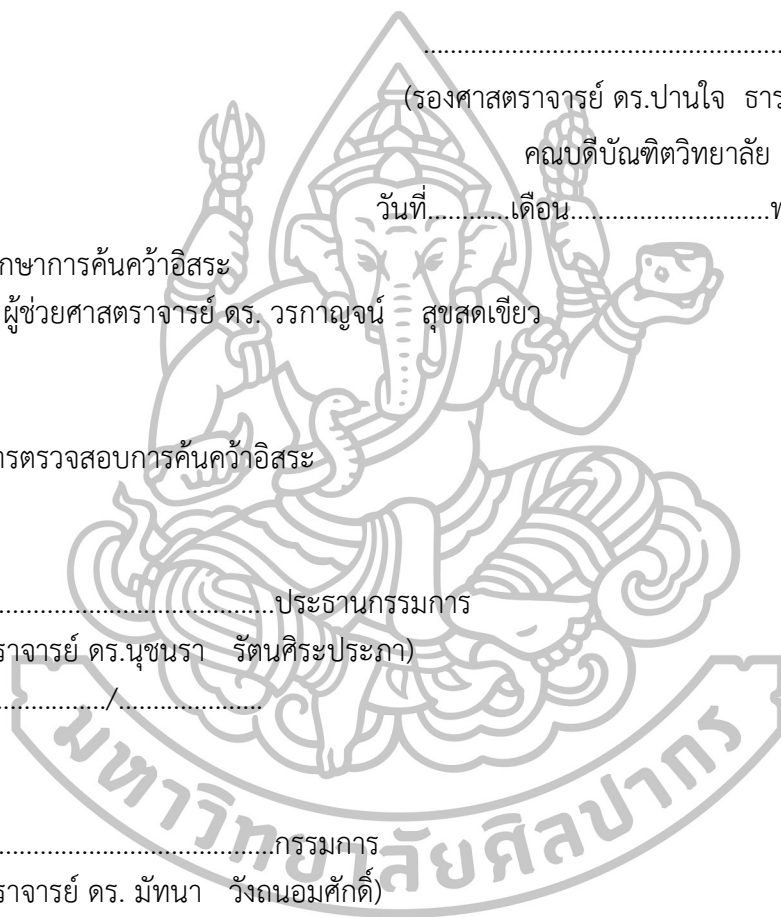 ........................................................
(รองศาสตราจารย์ ดร.ปานใจ ธาร
คณบดีบัณฑิตวิทยาลัย
วันที่............เดือน.............................พ
กษาการค้นคว้าอิสระ
ผู้ช่วยศาสตราจารย์ ดร. วรกาญจน์ สุขสดเขียว
ารตรวจสอบการค้นคว้าอิสระ
..........................................ประธานกรรมการ
ราจารย์ ดร.นุชนรา รัตนศิระประภา)
................/.....................
..........................................กรรมการ
ราจารย์ ดร. มัทนา วังถนอมศักดิ์)
มหาวิทยาลัยศิลปากร